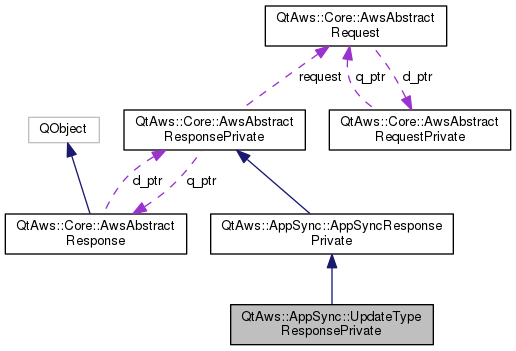 QtAws::Core::AwsAbstract
Request
request
q_ptr
d_ptr
QObject
QtAws::Core::AwsAbstract
ResponsePrivate
QtAws::Core::AwsAbstract
RequestPrivate
d_ptr
q_ptr
QtAws::Core::AwsAbstract
Response
QtAws::AppSync::AppSyncResponse
Private
QtAws::AppSync::UpdateType
ResponsePrivate